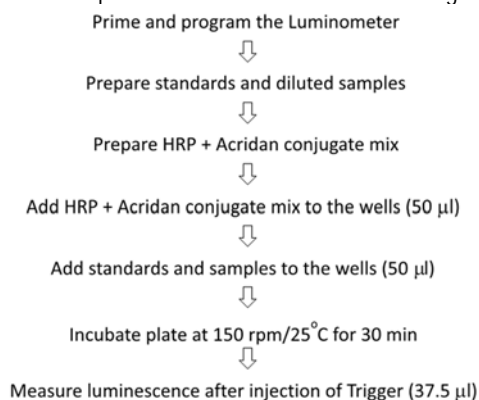 Prime and program the Luminometer
Prepare standards and diluted samples
Prepare HRP + Acridan conjugate mix
Add HRP + Acridan conjugate mix to the wells (50 μl)
Add standards and samples to the wells (50 μl)
Incubate plate at 150 rpm/25°C for 30 min
Measure luminescence after injection of Trigger (37.5 μl)